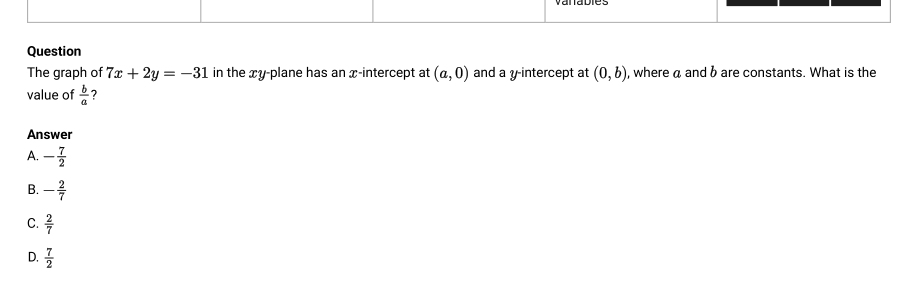 variables
Question
The graph of 7x + 2y = −31 in the xy-plane has an x-intercept at (a, 0) and a y-intercept at (0, b), where a and b are constants. What is the
value of b/a?
Answer
A. −7/2
B. −2/7
C. 2/7
D. 7/2